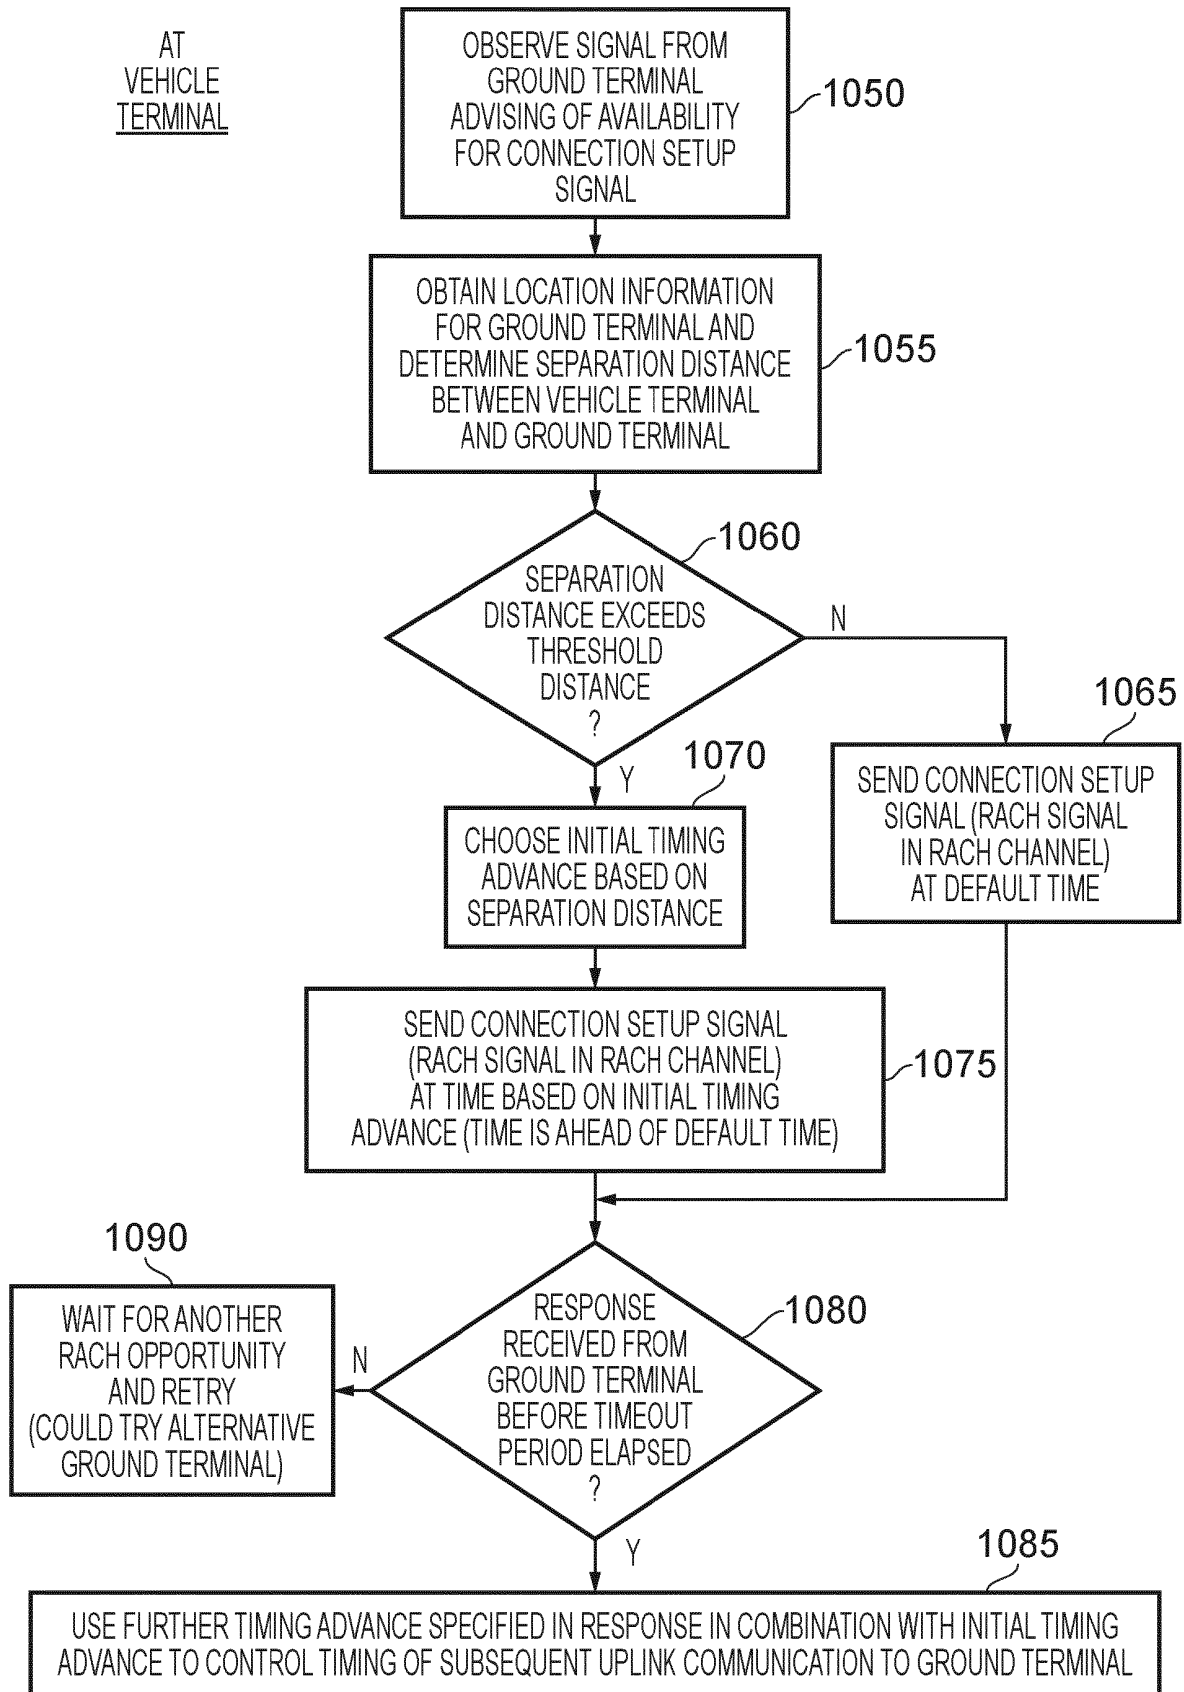 AT
VEHICLE
TERMINAL
OBSERVE SIGNAL FROM
GROUND TERMINAL
ADVISING OF AVAILABILITY
FOR CONNECTION SETUP
SIGNAL
1050
OBTAIN LOCATION INFORMATION
FOR GROUND TERMINAL AND
DETERMINE SEPARATION DISTANCE
BETWEEN VEHICLE TERMINAL
AND GROUND TERMINAL
1055
1060
SEPARATION
DISTANCE EXCEEDS
THRESHOLD
DISTANCE
?
N
Y
1065
SEND CONNECTION SETUP
SIGNAL (RACH SIGNAL
IN RACH CHANNEL)
AT DEFAULT TIME
1070
CHOOSE INITIAL TIMING
ADVANCE BASED ON
SEPARATION DISTANCE
SEND CONNECTION SETUP SIGNAL
(RACH SIGNAL IN RACH CHANNEL)
AT TIME BASED ON INITIAL TIMING
ADVANCE (TIME IS AHEAD OF DEFAULT TIME)
1075
1080
RESPONSE
RECEIVED FROM
GROUND TERMINAL
BEFORE TIMEOUT
PERIOD ELAPSED
?
N
Y
1090
WAIT FOR ANOTHER
RACH OPPORTUNITY
AND RETRY
(COULD TRY ALTERNATIVE
GROUND TERMINAL)
1085
USE FURTHER TIMING ADVANCE SPECIFIED IN RESPONSE IN COMBINATION WITH INITIAL TIMING
ADVANCE TO CONTROL TIMING OF SUBSEQUENT UPLINK COMMUNICATION TO GROUND TERMINAL